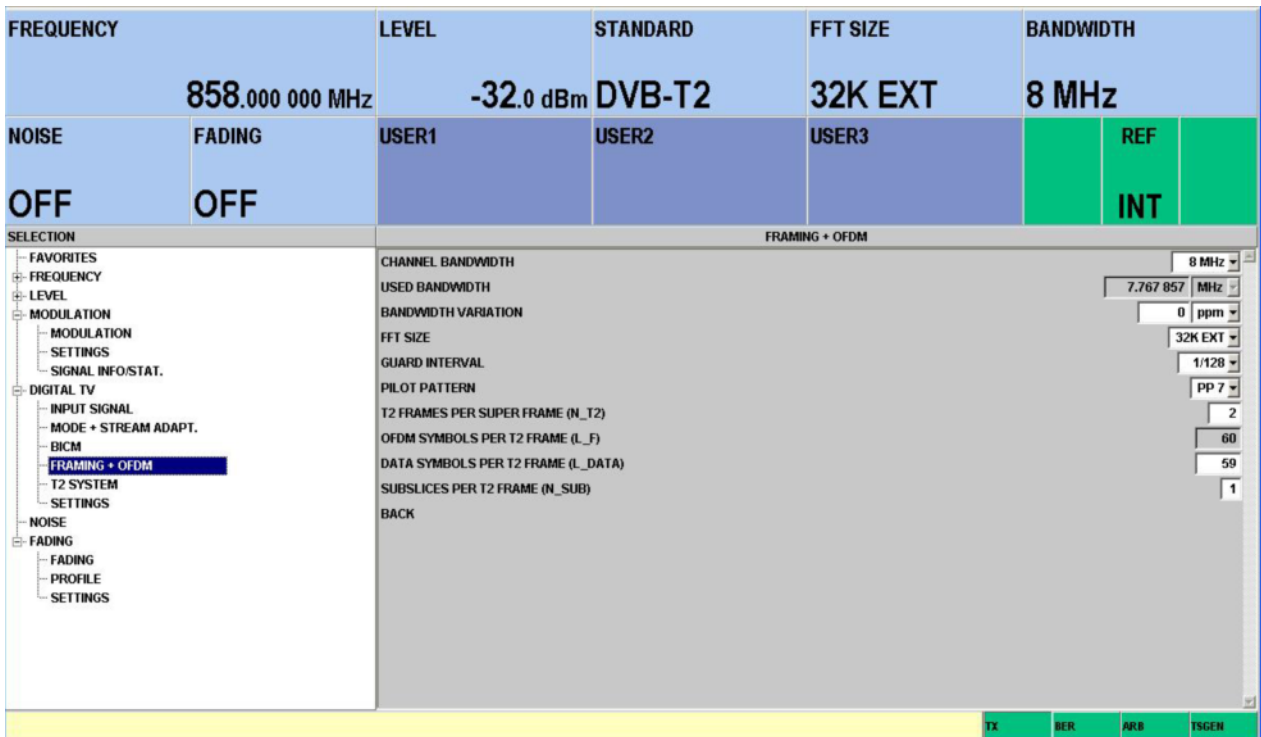 FREQUENCY LEVEL STANDARD FFT SIZE BANDWIDTH
858.000 000 MHz -32.0 dBm DVB-T2 32K EXT 8 MHz
NOISE FADING USER1 USER2 USER3 REF
OFF OFF INT
SELECTION
FAVORITES
FREQUENCY
LEVEL
MODULATION
MODULATION
SETTINGS
SIGNAL INFO/STAT.
DIGITAL TV
INPUT SIGNAL
MODE + STREAM ADAPT.
BICM
FRAMING + OFDM
T2 SYSTEM
SETTINGS
NOISE
FADING
FADING
PROFILE
SETTINGS
FRAMING + OFDM
CHANNEL BANDWIDTH 8 MHz
USED BANDWIDTH 7.767 857 MHz
BANDWIDTH VARIATION 0 ppm
FFT SIZE 32K EXT
GUARD INTERVAL 1/128
PILOT PATTERN PP 7
T2 FRAMES PER SUPER FRAME (N_T2) 2
OFDM SYMBOLS PER T2 FRAME (L_F) 60
DATA SYMBOLS PER T2 FRAME (L_DATA) 59
SUBSLICES PER T2 FRAME (N_SUB) 1
BACK
TX BER ARB TSGEN